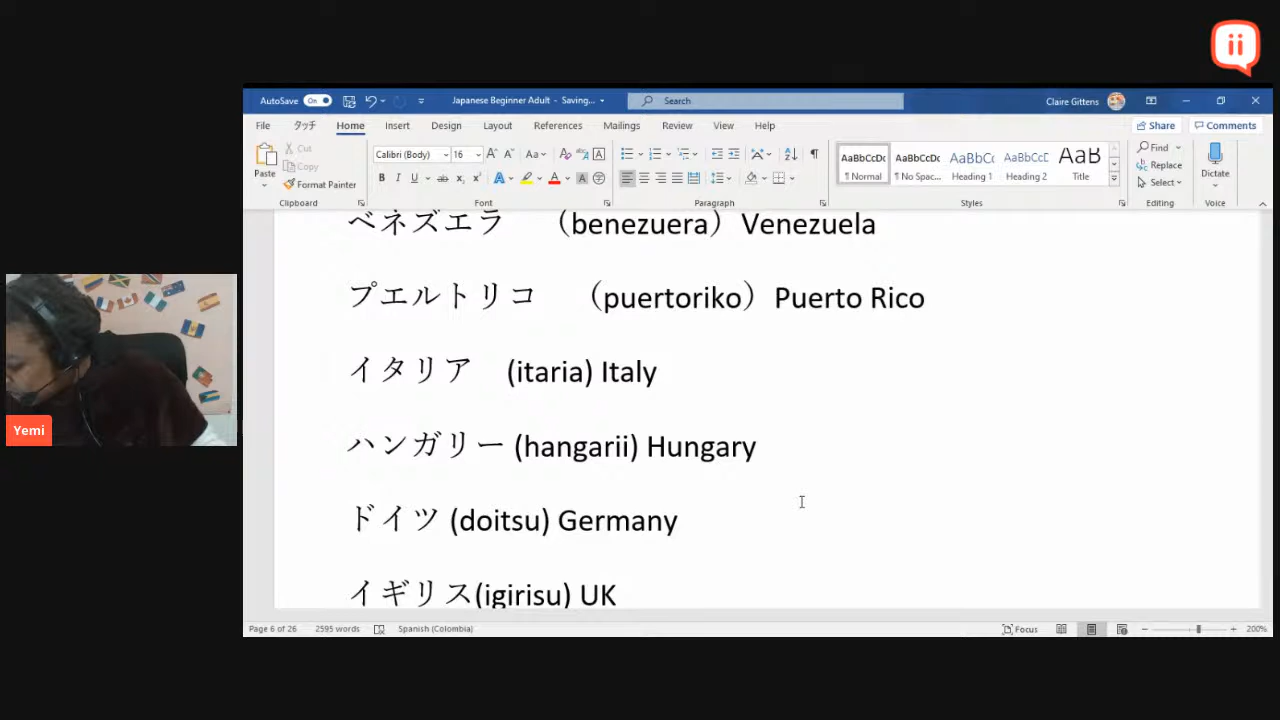 ii
AutoSave On Japanese Beginner Adult - Saving... Search Claire Gittens
File タッチ Home Insert Design Layout References Mailings Review View Help Share Comments
Paste Cut Copy Format Painter Clipboard
Calibri (Body) 16 Font
Paragraph
AaBbCcDc ¶ Normal AaBbCcDc ¶ No Spac... AaBbCc Heading 1 AaBbCcC Heading 2 AaB Title Styles
Find Replace Select Editing
Dictate Voice
ベネズエラ (benezuera) Venezuela
プエルトリコ (puertoriko) Puerto Rico
イタリア (itaria) Italy
ハンガリー (hangarii) Hungary
ドイツ (doitsu) Germany
イギリス(igirisu) UK
Yemi
Page 6 of 26 2595 words Spanish (Colombia) Focus 200%